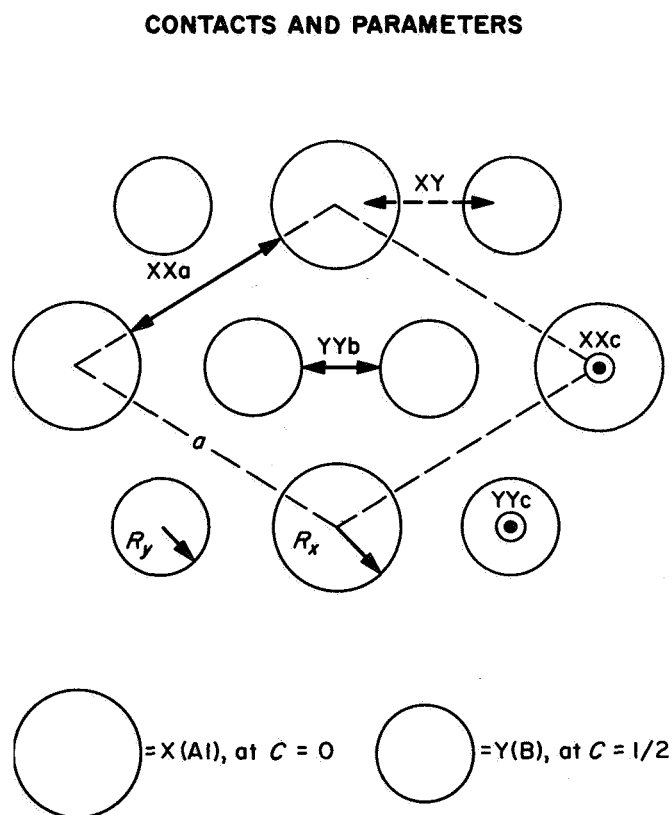 CONTACTS AND PARAMETERS
XY
XXa
YYb
XXc
a
YYc
Ry
Rx
=X(Al), at C = 0
=Y(B), at C = 1/2